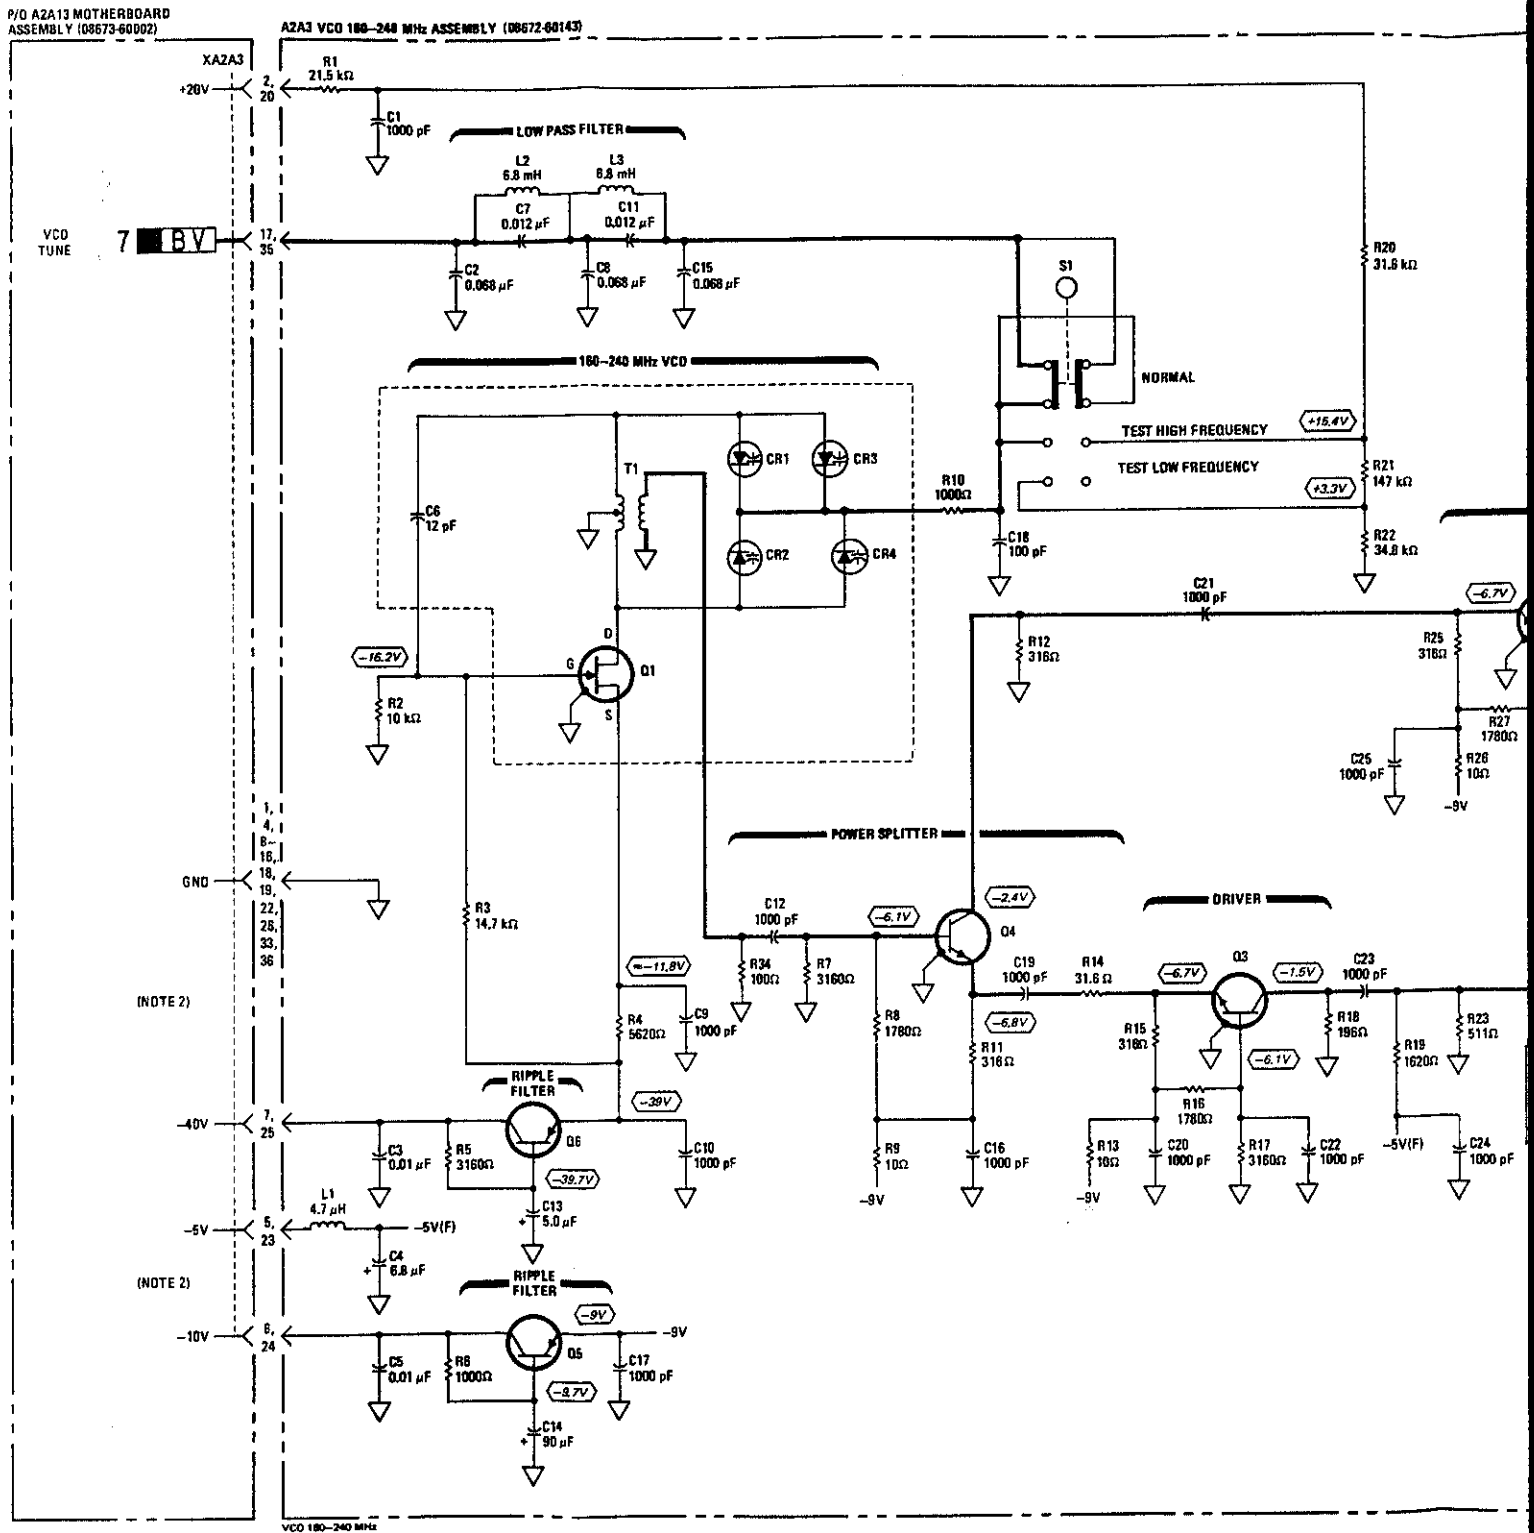 P/O A2A13 MOTHERBOARD
ASSEMBLY (08673-60002)
A2A3 VCO 160–240 MHz ASSEMBLY (08672-60143)
XA2A3
+20V
2,
20
R1
21.5 kΩ
C1
1000 pF
LOW PASS FILTER
L2
6.8 mH
L3
6.8 mH
C7
0.012 µF
C11
0.012 µF
VCO
TUNE
7 BV
17,
35
C2
0.068 µF
C8
0.068 µF
C15
0.068 µF
S1
R20
31.6 kΩ
160–240 MHz VCO
NORMAL
TEST HIGH FREQUENCY
+15.4V
TEST LOW FREQUENCY
+3.3V
R21
147 kΩ
R22
34.8 kΩ
C6
12 pF
T1
CR1
CR3
CR2
CR4
R10
1000Ω
C18
100 pF
C21
1000 pF
–6.7V
R12
316Ω
R25
316Ω
D
G
Q1
S
–16.2V
R2
10 kΩ
R27
1780Ω
C25
1000 pF
R26
10Ω
–9V
1,
4,
8–
16,
18,
19,
22,
26,
33,
36
GND
POWER SPLITTER
DRIVER
R3
14.7 kΩ
C12
1000 pF
–6.1V
–2.4V
Q4
R34
100Ω
R7
3160Ω
C19
1000 pF
R14
31.6 Ω
–6.7V
Q3
–1.5V
C23
1000 pF
≈–11.8V
(NOTE 2)
R4
5620Ω
C9
1000 pF
R8
1780Ω
–6.8V
R11
316Ω
R15
316Ω
–6.1V
R18
196Ω
R19
1620Ω
R23
511Ω
RIPPLE
FILTER
–39V
R16
1780Ω
–40V
7,
25
C3
0.01 µF
R5
3160Ω
Q6
C10
1000 pF
R9
10Ω
–9V
C16
1000 pF
R13
10Ω
–9V
C20
1000 pF
R17
3160Ω
C22
1000 pF
–5V(F)
C24
1000 pF
–39.7V
L1
4.7 µH
C13
+ 5.0 µF
–5V
5,
23
–5V(F)
C4
+ 6.8 µF
(NOTE 2)
RIPPLE
FILTER
–9V
–10V
6,
24
Q5
–9V
C5
0.01 µF
R6
1000Ω
C17
1000 pF
–9.7V
C14
+ 90 µF
VCO 160–240 MHz